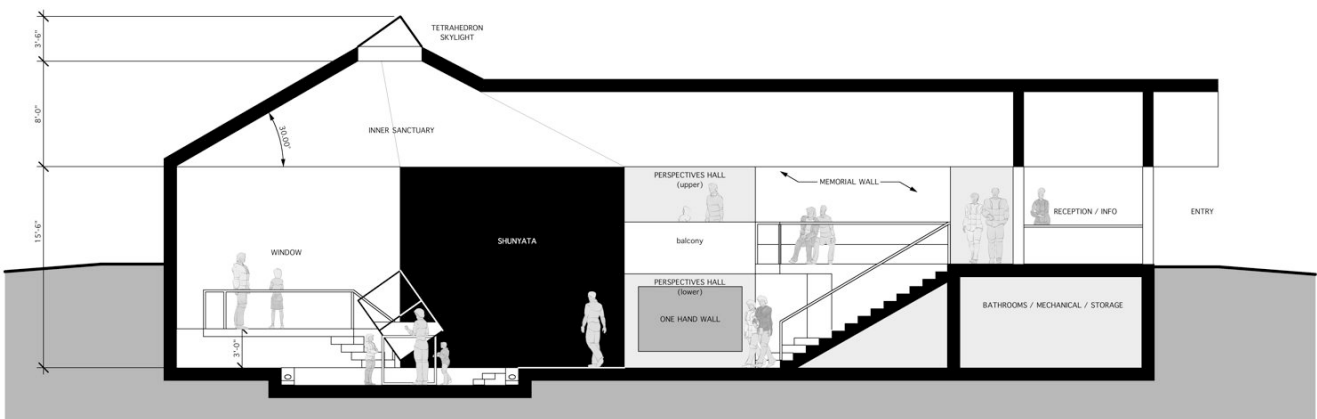 TETRAHEDRON
SKYLIGHT
3'-6"
8'-0"
30.00°
INNER SANCTUARY
PERSPECTIVES HALL
(upper)
MEMORIAL WALL
RECEPTION / INFO
ENTRY
15'-6"
WINDOW
SHUNYATA
balcony
PERSPECTIVES HALL
(lower)
ONE HAND WALL
BATHROOMS / MECHANICAL / STORAGE
3'-0"